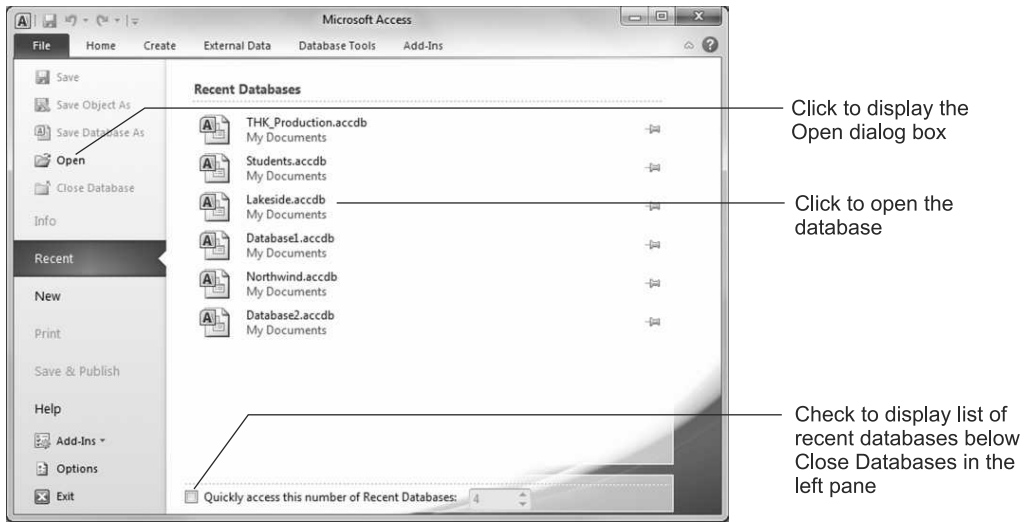 Microsoft Access
File Home Create External Data Database Tools Add-Ins
Save
Save Object As
Save Database As
Open
Close Database
Info
Recent
New
Print
Save & Publish
Help
Add-Ins
Options
Exit
Recent Databases
THK_Production.accdb
My Documents
Students.accdb
My Documents
Lakeside.accdb
My Documents
Database1.accdb
My Documents
Northwind.accdb
My Documents
Database2.accdb
My Documents
Quickly access this number of Recent Databases: 4
Click to display the
Open dialog box
Click to open the
database
Check to display list of
recent databases below
Close Databases in the
left pane